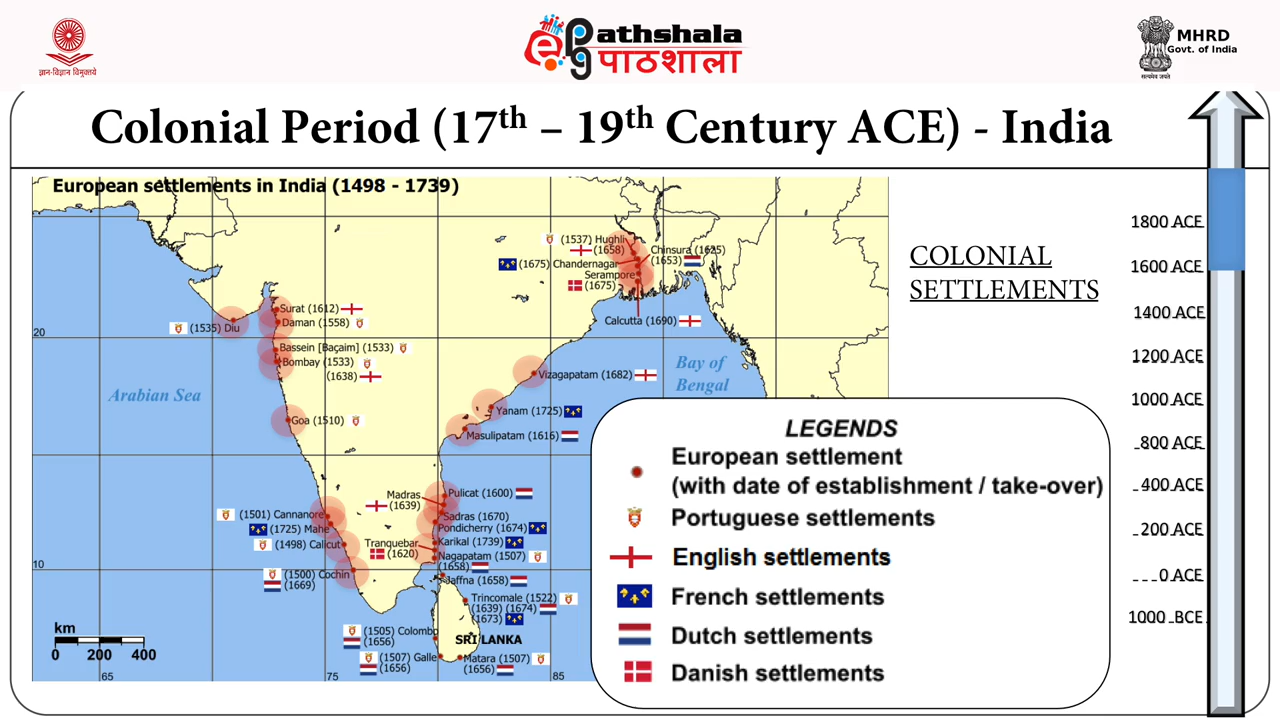 ज्ञान-विज्ञान विमुक्तये
ePathshala
पाठशाला
MHRD
Govt. of India
सत्यमेव जयते
Colonial Period (17th – 19th Century ACE) - India
European settlements in India (1498 - 1739)
COLONIAL
SETTLEMENTS
(1537) Hughli
(1658)
Chinsura (1625)
(1653)
(1675) Chandernagar
Serampore
(1675)
Calcutta (1690)
Surat (1612)
Daman (1558)
(1535) Diu
Bassein [Baçaim] (1533)
Bombay (1533)
(1638)
Goa (1510)
Arabian Sea
Bay of
Bengal
Vizagapatam (1682)
Yanam (1725)
Masulipatam (1616)
Pulicat (1600)
Madras
(1639)
Sadras (1670)
Pondicherry (1674)
Karikal (1739)
Tranquebar
(1620)
Nagapatam (1507)
(1658)
Jaffna (1658)
(1501) Cannanore
(1725) Mahe
(1498) Calicut
(1500) Cochin
(1669)
Trincomale (1522)
(1639) (1674)
(1673)
(1505) Colombo
(1656)
SRI LANKA
(1507) Galle
(1656)
Matara (1507)
(1656)
20
10
km
0 200 400
65 75 85
LEGENDS
European settlement
(with date of establishment / take-over)
Portuguese settlements
English settlements
French settlements
Dutch settlements
Danish settlements
1800 ACE
1600 ACE
1400 ACE
1200 ACE
1000 ACE
800 ACE
400 ACE
200 ACE
0 ACE
1000 BCE